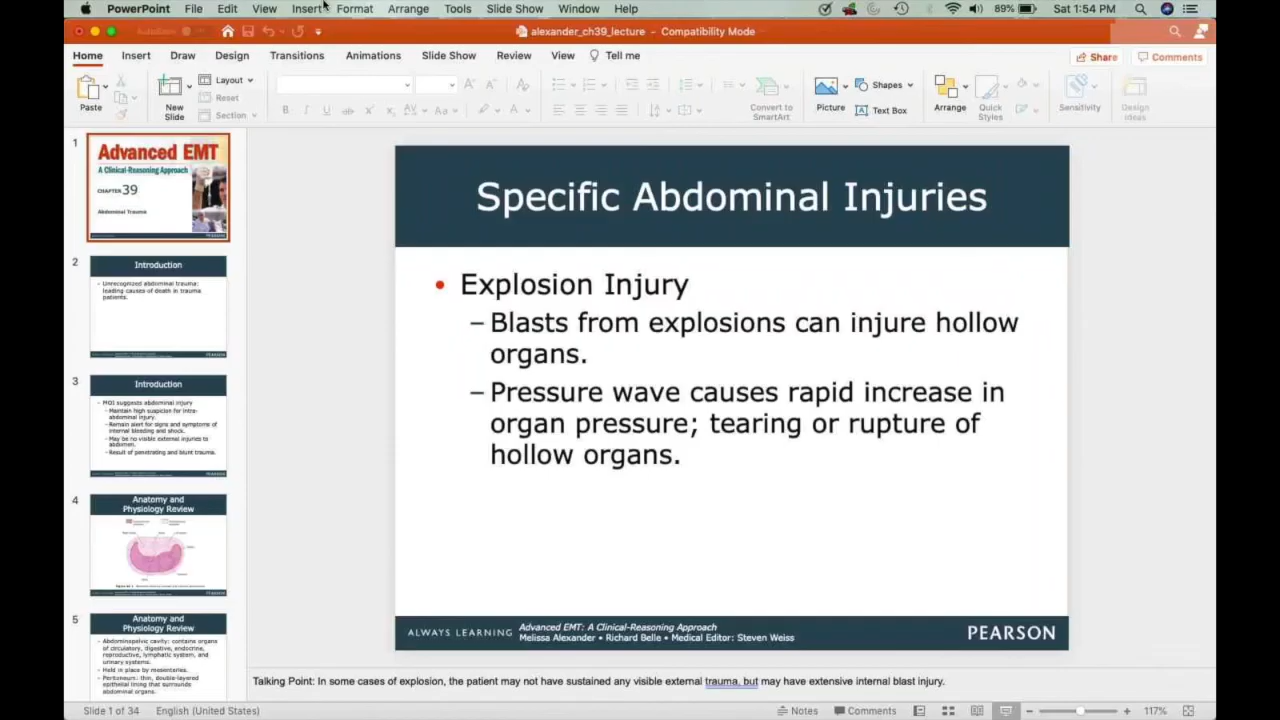 PowerPoint File Edit View Insert Format Arrange Tools Slide Show Window Help 89% Sat 1:54 PM
AutoSave alexander_ch39_lecture - Compatibility Mode
Home Insert Draw Design Transitions Animations Slide Show Review View Tell me Share Comments
Paste
New Slide
Layout
Reset
Section
Convert to SmartArt
Picture
Shapes
Text Box
Arrange
Quick Styles
Sensitivity
Design Ideas
1
Advanced EMT
A Clinical-Reasoning Approach
CHAPTER 39
Abdominal Trauma
PEARSON
2
Introduction
• Unrecognized abdominal trauma:
leading causes of death in trauma
patients.
3
Introduction
• MOI suggests abdominal injury
– Maintain high suspicion for intra-
abdominal injury.
– Remain alert for signs and symptoms of
internal bleeding and shock.
– May be no visible external injuries to
abdomen.
– Result of penetrating and blunt trauma.
4
Anatomy and
Physiology Review
5
Anatomy and
Physiology Review
• Abdominopelvic cavity: contains organs
of circulatory, digestive, endocrine,
reproductive, lymphatic system, and
urinary systems.
• Held in place by mesenteries.
• Peritoneum: thin, double-layered
epithelial lining that surrounds
abdominal organs.
Specific Abdominal Injuries
• Explosion Injury
– Blasts from explosions can injure hollow
organs.
– Pressure wave causes rapid increase in
organ pressure; tearing or rupture of
hollow organs.
ALWAYS LEARNING
Advanced EMT: A Clinical-Reasoning Approach
Melissa Alexander • Richard Belle • Medical Editor: Steven Weiss
PEARSON
Talking Point: In some cases of explosion, the patient may not have sustained any visible external trauma, but may have extensive internal blast injury.
Slide 1 of 34 English (United States) Notes Comments 117%